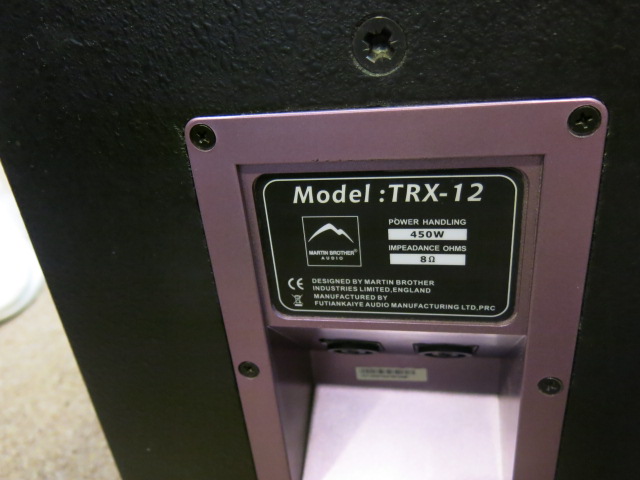 Model :TRX-12
POWER HANDLING
450W
IMPEADANCE OHMS
8Ω
MARTIN BROTHER®
AUDIO
CE DESIGNED BY MARTIN BROTHER
INDUSTRIES LIMITED,ENGLAND
MANUFACTURED BY
FUTIANKAIYE AUDIO MANUFACTURING LTD,PRC